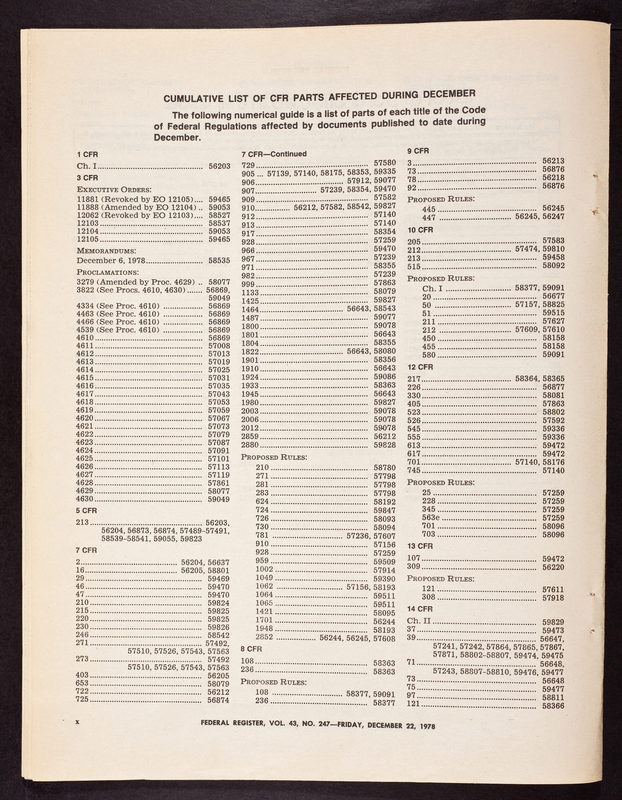 CUMULATIVE LIST OF CFR PARTS AFFECTED DURING DECEMBER
The following numerical guide is a list of parts of each title of the Code
of Federal Regulations affected by documents published to date during
December.
1 CFR
Ch. I ........ 56203
3 CFR
EXECUTIVE ORDERS:
11881 (Revoked by EO 12105).... 59465
11888 (Amended by EO 12104) .. 59053
12062 (Revoked by EO 12103).... 58527
12103 ........ 58537
12104 ........ 59053
12105 ........ 59465
MEMORANDUMS:
December 6, 1978 ........ 58535
PROCLAMATIONS:
3279 (Amended by Proc. 4629) .. 58077
3822 (See Procs. 4610, 4630) ...... 56869,
59049
4334 (See Proc. 4610) ........ 56869
4463 (See Proc. 4610) ........ 56869
4466 (See Proc. 4610) ........ 56869
4539 (See Proc. 4610) ........ 56869
4610 ........ 56869
4611 ........ 57008
4612 ........ 57013
4613 ........ 57019
4614 ........ 57025
4615 ........ 57031
4616 ........ 57035
4617 ........ 57043
4618 ........ 57053
4619 ........ 57059
4620 ........ 57067
4621 ........ 57073
4622 ........ 57079
4623 ........ 57087
4624 ........ 57091
4625 ........ 57101
4626 ........ 57113
4627 ........ 57119
4628 ........ 57861
4629 ........ 58077
4630 ........ 59049
5 CFR
213 ........ 56203,
56204, 56873, 56874, 57489-57491,
58539-58541, 59055, 59823
7 CFR
2 ........ 56204, 56637
16 ........ 56205, 58801
29 ........ 59469
46 ........ 59470
47 ........ 59470
210 ........ 59824
215 ........ 59825
220 ........ 59825
230 ........ 59826
246 ........ 58542
271 ........ 57492,
57510, 57526, 57543, 57563
273 ........ 57492
57510, 57526, 57543, 57563
403 ........ 56205
653 ........ 58079
722 ........ 56212
725 ........ 56874
7 CFR—Continued
729 ........ 57580
905 ... 57139, 57140, 58175, 58353, 59335
906 ........ 57912, 59077
907 ........ 57239, 58354, 59470
909 ........ 57582
910 ........ 56212, 57582, 58542, 59827
912 ........ 57140
913 ........ 57140
917 ........ 58354
928 ........ 57259
966 ........ 59470
967 ........ 57239
971 ........ 58355
982 ........ 57239
999 ........ 57863
1133 ........ 58079
1425 ........ 59827
1464 ........ 56643, 58543
1487 ........ 59077
1800 ........ 59078
1801 ........ 56643
1804 ........ 58355
1822 ........ 56643, 58080
1901 ........ 58356
1910 ........ 56643
1924 ........ 59086
1933 ........ 58363
1945 ........ 56643
1980 ........ 59827
2003 ........ 59078
2006 ........ 59078
2012 ........ 59078
2859 ........ 56212
2880 ........ 59828
PROPOSED RULES:
210 ........ 58780
271 ........ 57798
281 ........ 57798
283 ........ 57798
624 ........ 58192
724 ........ 59847
726 ........ 58093
730 ........ 58094
781 ........ 57236, 57607
910 ........ 57156
928 ........ 57259
959 ........ 59509
1002 ........ 57914
1049 ........ 59390
1062 ........ 57156, 58193
1064 ........ 59511
1065 ........ 59511
1421 ........ 58095
1701 ........ 56244
1948 ........ 58193
2852 ........ 56244, 56245, 57608
8 CFR
108 ........ 58363
236 ........ 58363
PROPOSED RULES:
108 ........ 58377, 59091
236 ........ 58377
9 CFR
3 ........ 56213
73 ........ 56876
78 ........ 56218
92 ........ 56876
PROPOSED RULES:
445 ........ 56245
447 ........ 56245, 56247
10 CFR
205 ........ 57583
212 ........ 57474, 59810
213 ........ 59458
515 ........ 58092
PROPOSED RULES:
Ch. I ........ 58377, 59091
20 ........ 56677
50 ........ 57157, 58825
51 ........ 59515
211 ........ 57627
212 ........ 57609, 57610
450 ........ 58158
455 ........ 58158
580 ........ 59091
12 CFR
217 ........ 58364, 58365
226 ........ 56877
330 ........ 58081
405 ........ 57863
523 ........ 58802
526 ........ 57592
545 ........ 59336
555 ........ 59336
613 ........ 59472
617 ........ 59472
701 ........ 57140, 58176
745 ........ 57140
PROPOSED RULES:
25 ........ 57259
228 ........ 57259
345 ........ 57259
563e ........ 57259
701 ........ 58096
703 ........ 58096
13 CFR
107 ........ 59472
309 ........ 56220
PROPOSED RULES:
121 ........ 57611
308 ........ 57918
14 CFR
Ch. II ........ 59829
37 ........ 59473
39 ........ 56647,
57241, 57242, 57864, 57865, 57867,
57871, 58802-58807, 59474, 59475
71 ........ 56648,
57243, 58807-58810, 59476, 59477
73 ........ 56648
75 ........ 59477
97 ........ 58811
121 ........ 58366
x FEDERAL REGISTER, VOL. 43, NO. 247—FRIDAY, DECEMBER 22, 1978